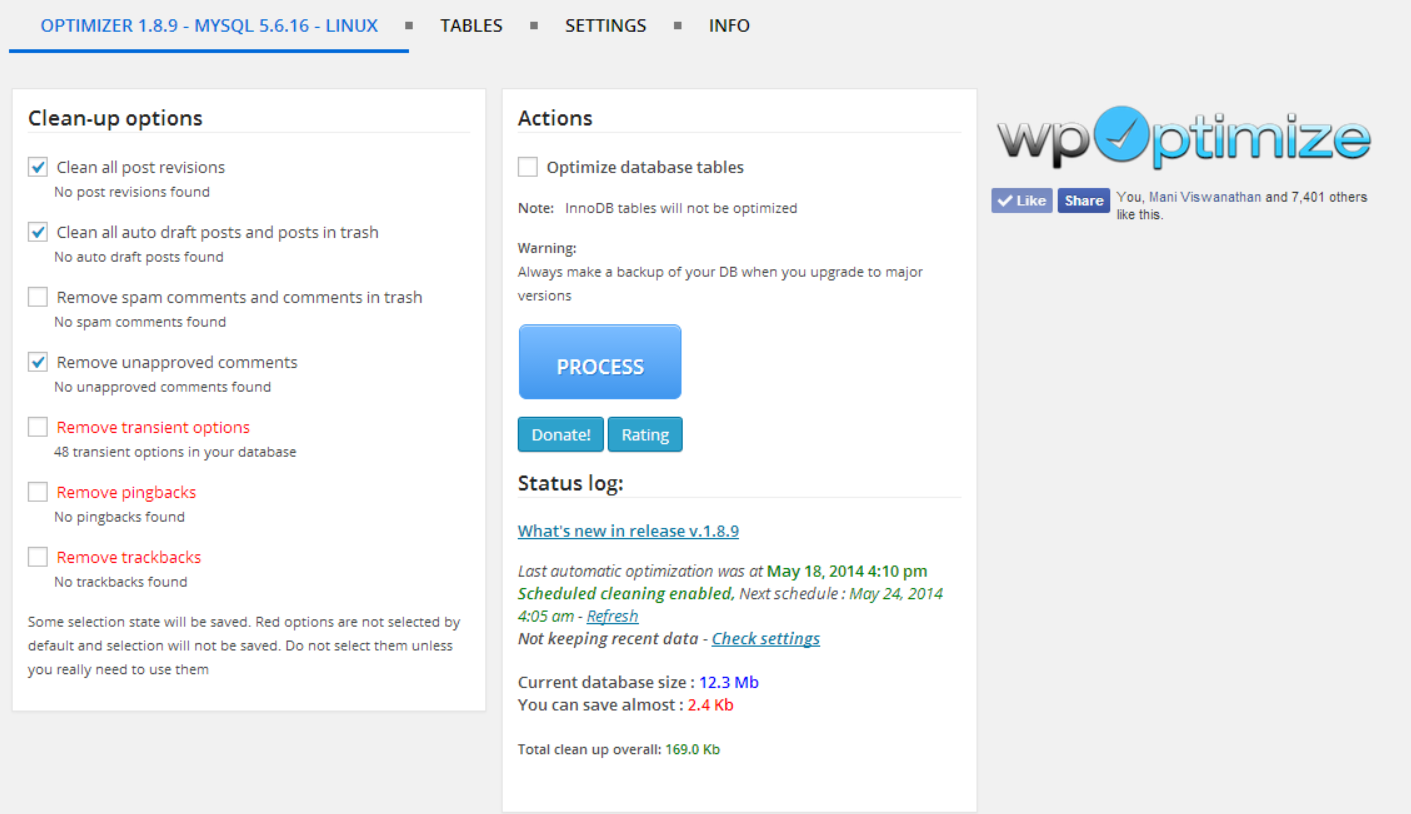 OPTIMIZER 1.8.9 - MYSQL 5.6.16 - LINUX
TABLES
SETTINGS
INFO
Clean-up options
Clean all post revisions
No post revisions found
Clean all auto draft posts and posts in trash
No auto draft posts found
Remove spam comments and comments in trash
No spam comments found
Remove unapproved comments
No unapproved comments found
Remove transient options
48 transient options in your database
Remove pingbacks
No pingbacks found
Remove trackbacks
No trackbacks found
Some selection state will be saved. Red options are not selected by
default and selection will not be saved. Do not select them unless
you really need to use them
Actions
Optimize database tables
Note: InnoDB tables will not be optimized
Warning:
Always make a backup of your DB when you upgrade to major
versions
PROCESS
Donate!
Rating
Status log:
What's new in release v.1.8.9
Last automatic optimization was at May 18, 2014 4:10 pm
Scheduled cleaning enabled, Next schedule : May 24, 2014
4:05 am - Refresh
Not keeping recent data - Check settings
Current database size : 12.3 Mb
You can save almost : 2.4 Kb
Total clean up overall: 169.0 Kb
wpOptimize
Like
Share
You, Mani Viswanathan and 7,401 others
like this.